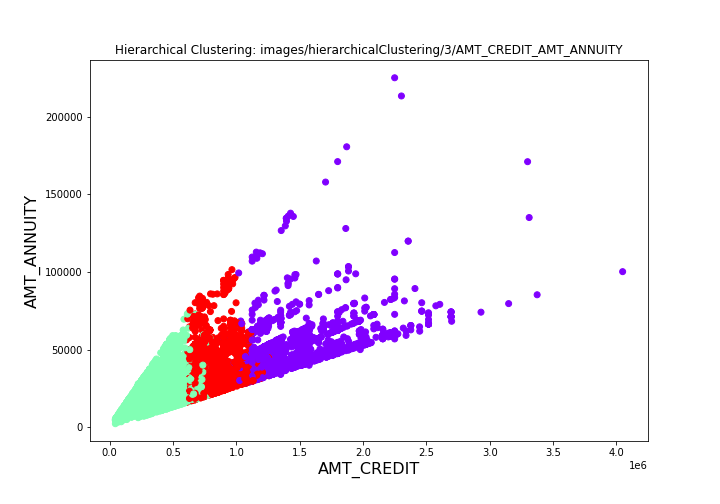 Hierarchical Clustering: images/hierarchicalClustering/3/AMT_CREDIT_AMT_ANNUITY
200000
150000
100000
50000
0
AMT_ANNUITY
0.0 0.5 1.0 1.5 2.0 2.5 3.0 3.5 4.0
1e6
AMT_CREDIT